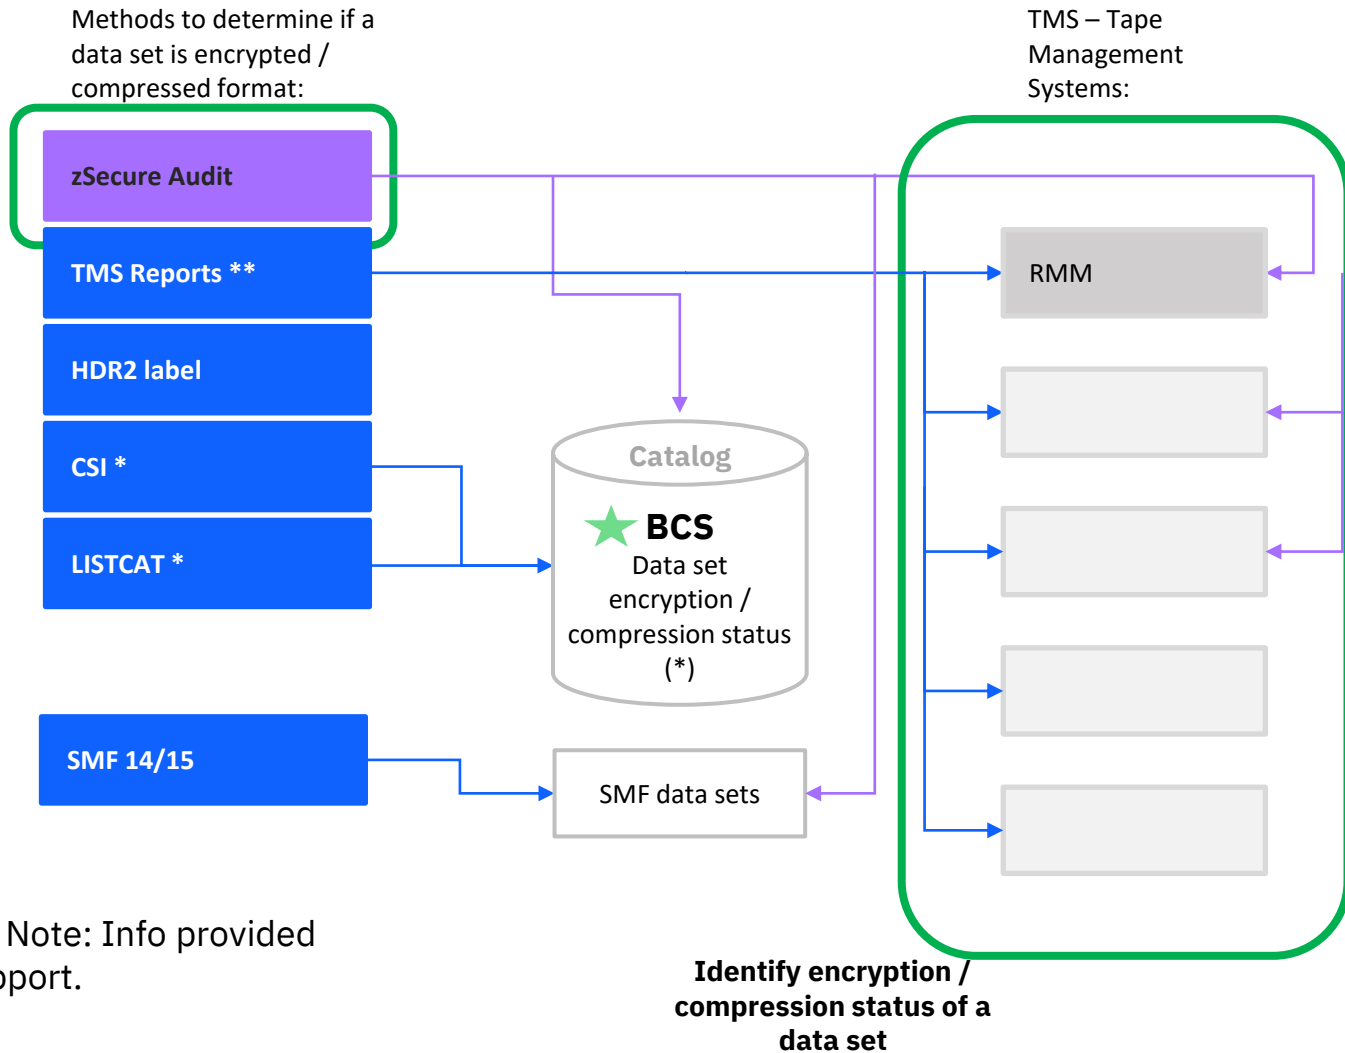 Methods to determine if a
data set is encrypted /
compressed format:
TMS – Tape
Management
Systems:
zSecure Audit
TMS Reports **
RMM
HDR2 label
CSI *
LISTCAT *
Catalog
BCS
Data set
encryption /
compression status
(*)
SMF 14/15
SMF data sets
Note: Info provided
pport.
Identify encryption /
compression status of a
data set